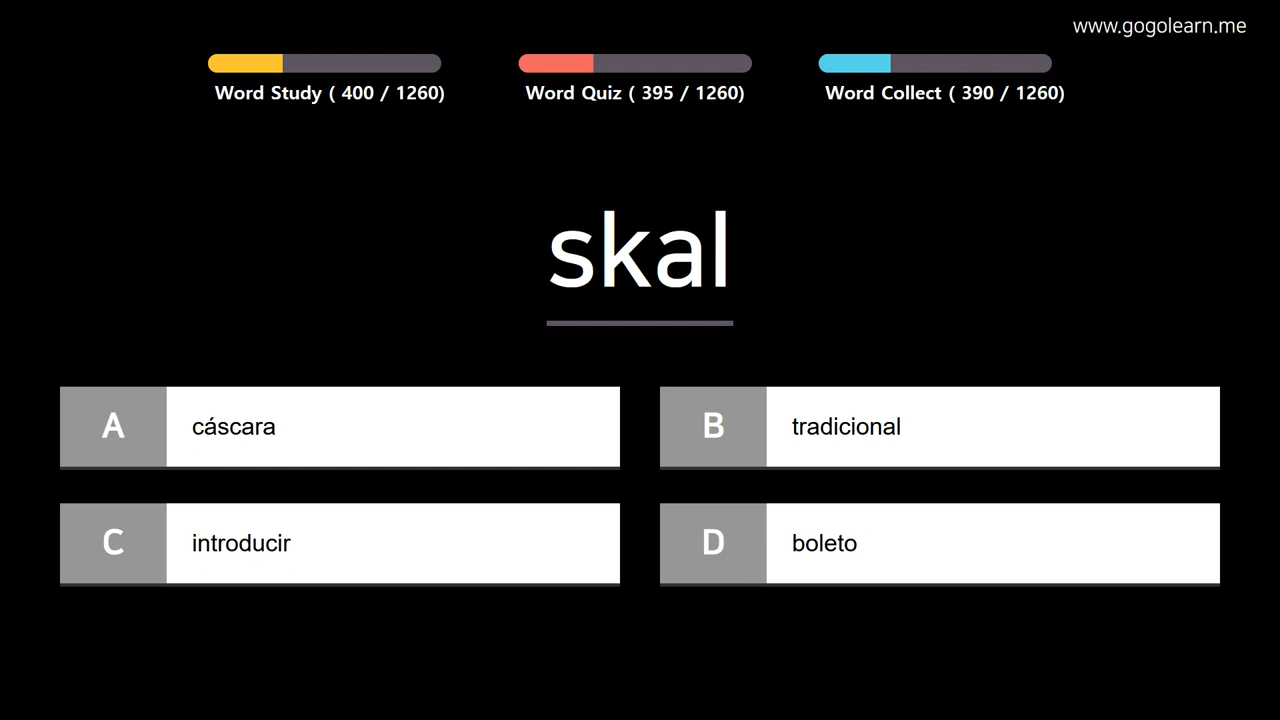 www.gogolearn.me
Word Study ( 400 / 1260)
Word Quiz ( 395 / 1260)
Word Collect ( 390 / 1260)
skal
A
cáscara
B
tradicional
C
introducir
D
boleto